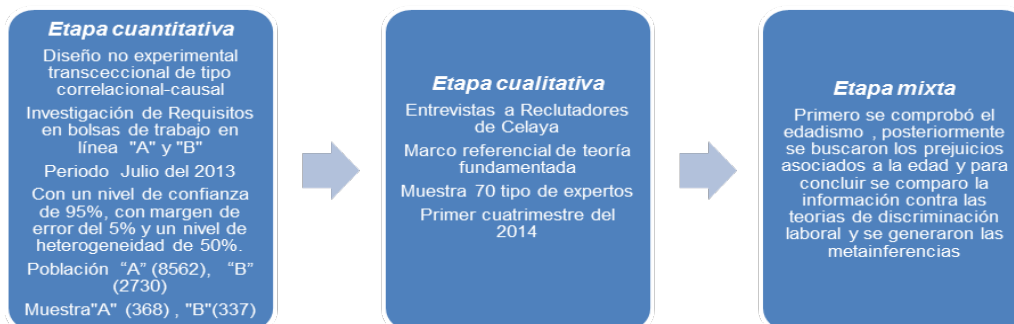 Etapa cuantitativa
Diseño no experimental
transceccional de tipo
correlacional-causal
Investigación de Requisitos
en bolsas de trabajo en
línea "A" y "B"
Periodo Julio del 2013
Con un nivel de confianza
de 95%, con margen de
error del 5% y un nivel de
heterogeneidad de 50%.
Población “A” (8562), “B”
(2730)
Muestra"A" (368) , "B"(337)
Etapa cualitativa
Entrevistas a Reclutadores
de Celaya
Marco referencial de teoría
fundamentada
Muestra 70 tipo de expertos
Primer cuatrimestre del
2014
Etapa mixta
Primero se comprobó el
edadismo , posteriormente
se buscaron los prejuicios
asociados a la edad y para
concluir se comparo la
información contra las
teorias de discriminación
laboral y se generaron las
metainferencias